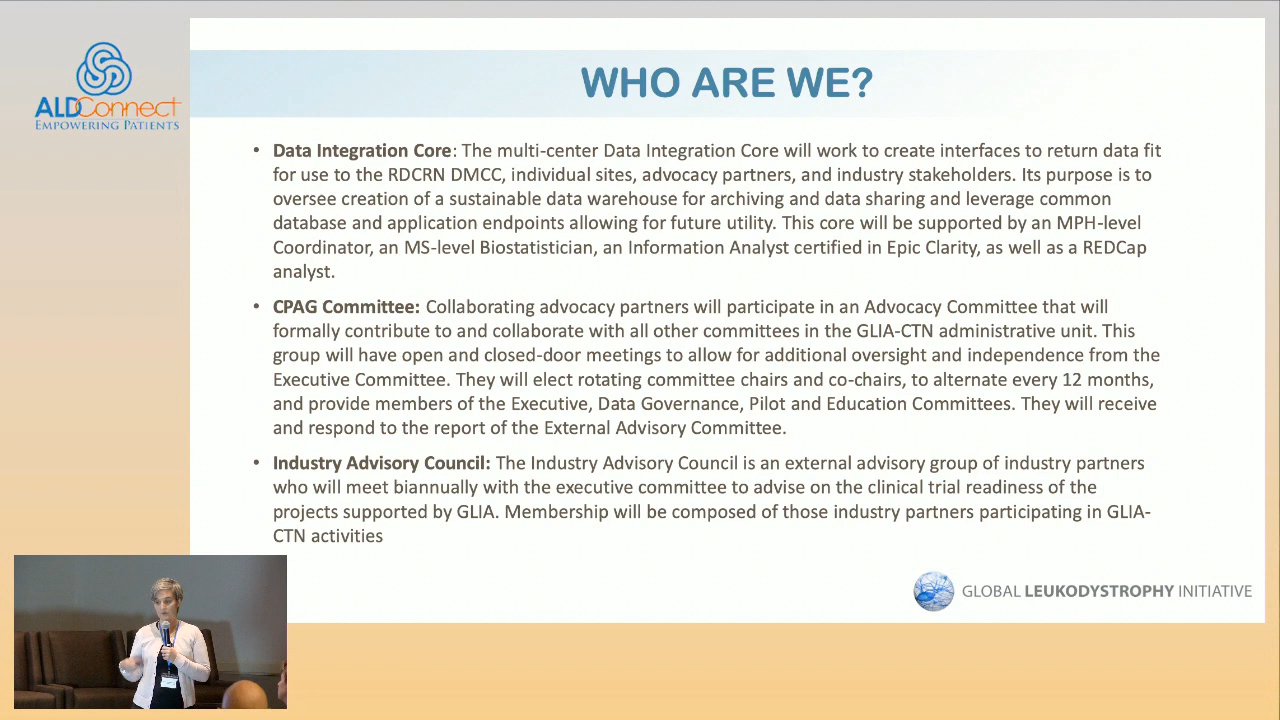 ALDConnect
EMPOWERING PATIENTS
WHO ARE WE?
• Data Integration Core: The multi-center Data Integration Core will work to create interfaces to return data fit
for use to the RDCRN DMCC, individual sites, advocacy partners, and industry stakeholders. Its purpose is to
oversee creation of a sustainable data warehouse for archiving and data sharing and leverage common
database and application endpoints allowing for future utility. This core will be supported by an MPH-level
Coordinator, an MS-level Biostatistician, an Information Analyst certified in Epic Clarity, as well as a REDCap
analyst.
• CPAG Committee: Collaborating advocacy partners will participate in an Advocacy Committee that will
formally contribute to and collaborate with all other committees in the GLIA-CTN administrative unit. This
group will have open and closed-door meetings to allow for additional oversight and independence from the
Executive Committee. They will elect rotating committee chairs and co-chairs, to alternate every 12 months,
and provide members of the Executive, Data Governance, Pilot and Education Committees. They will receive
and respond to the report of the External Advisory Committee.
• Industry Advisory Council: The Industry Advisory Council is an external advisory group of industry partners
who will meet biannually with the executive committee to advise on the clinical trial readiness of the
projects supported by GLIA. Membership will be composed of those industry partners participating in GLIA-
CTN activities
GLOBAL LEUKODYSTROPHY INITIATIVE